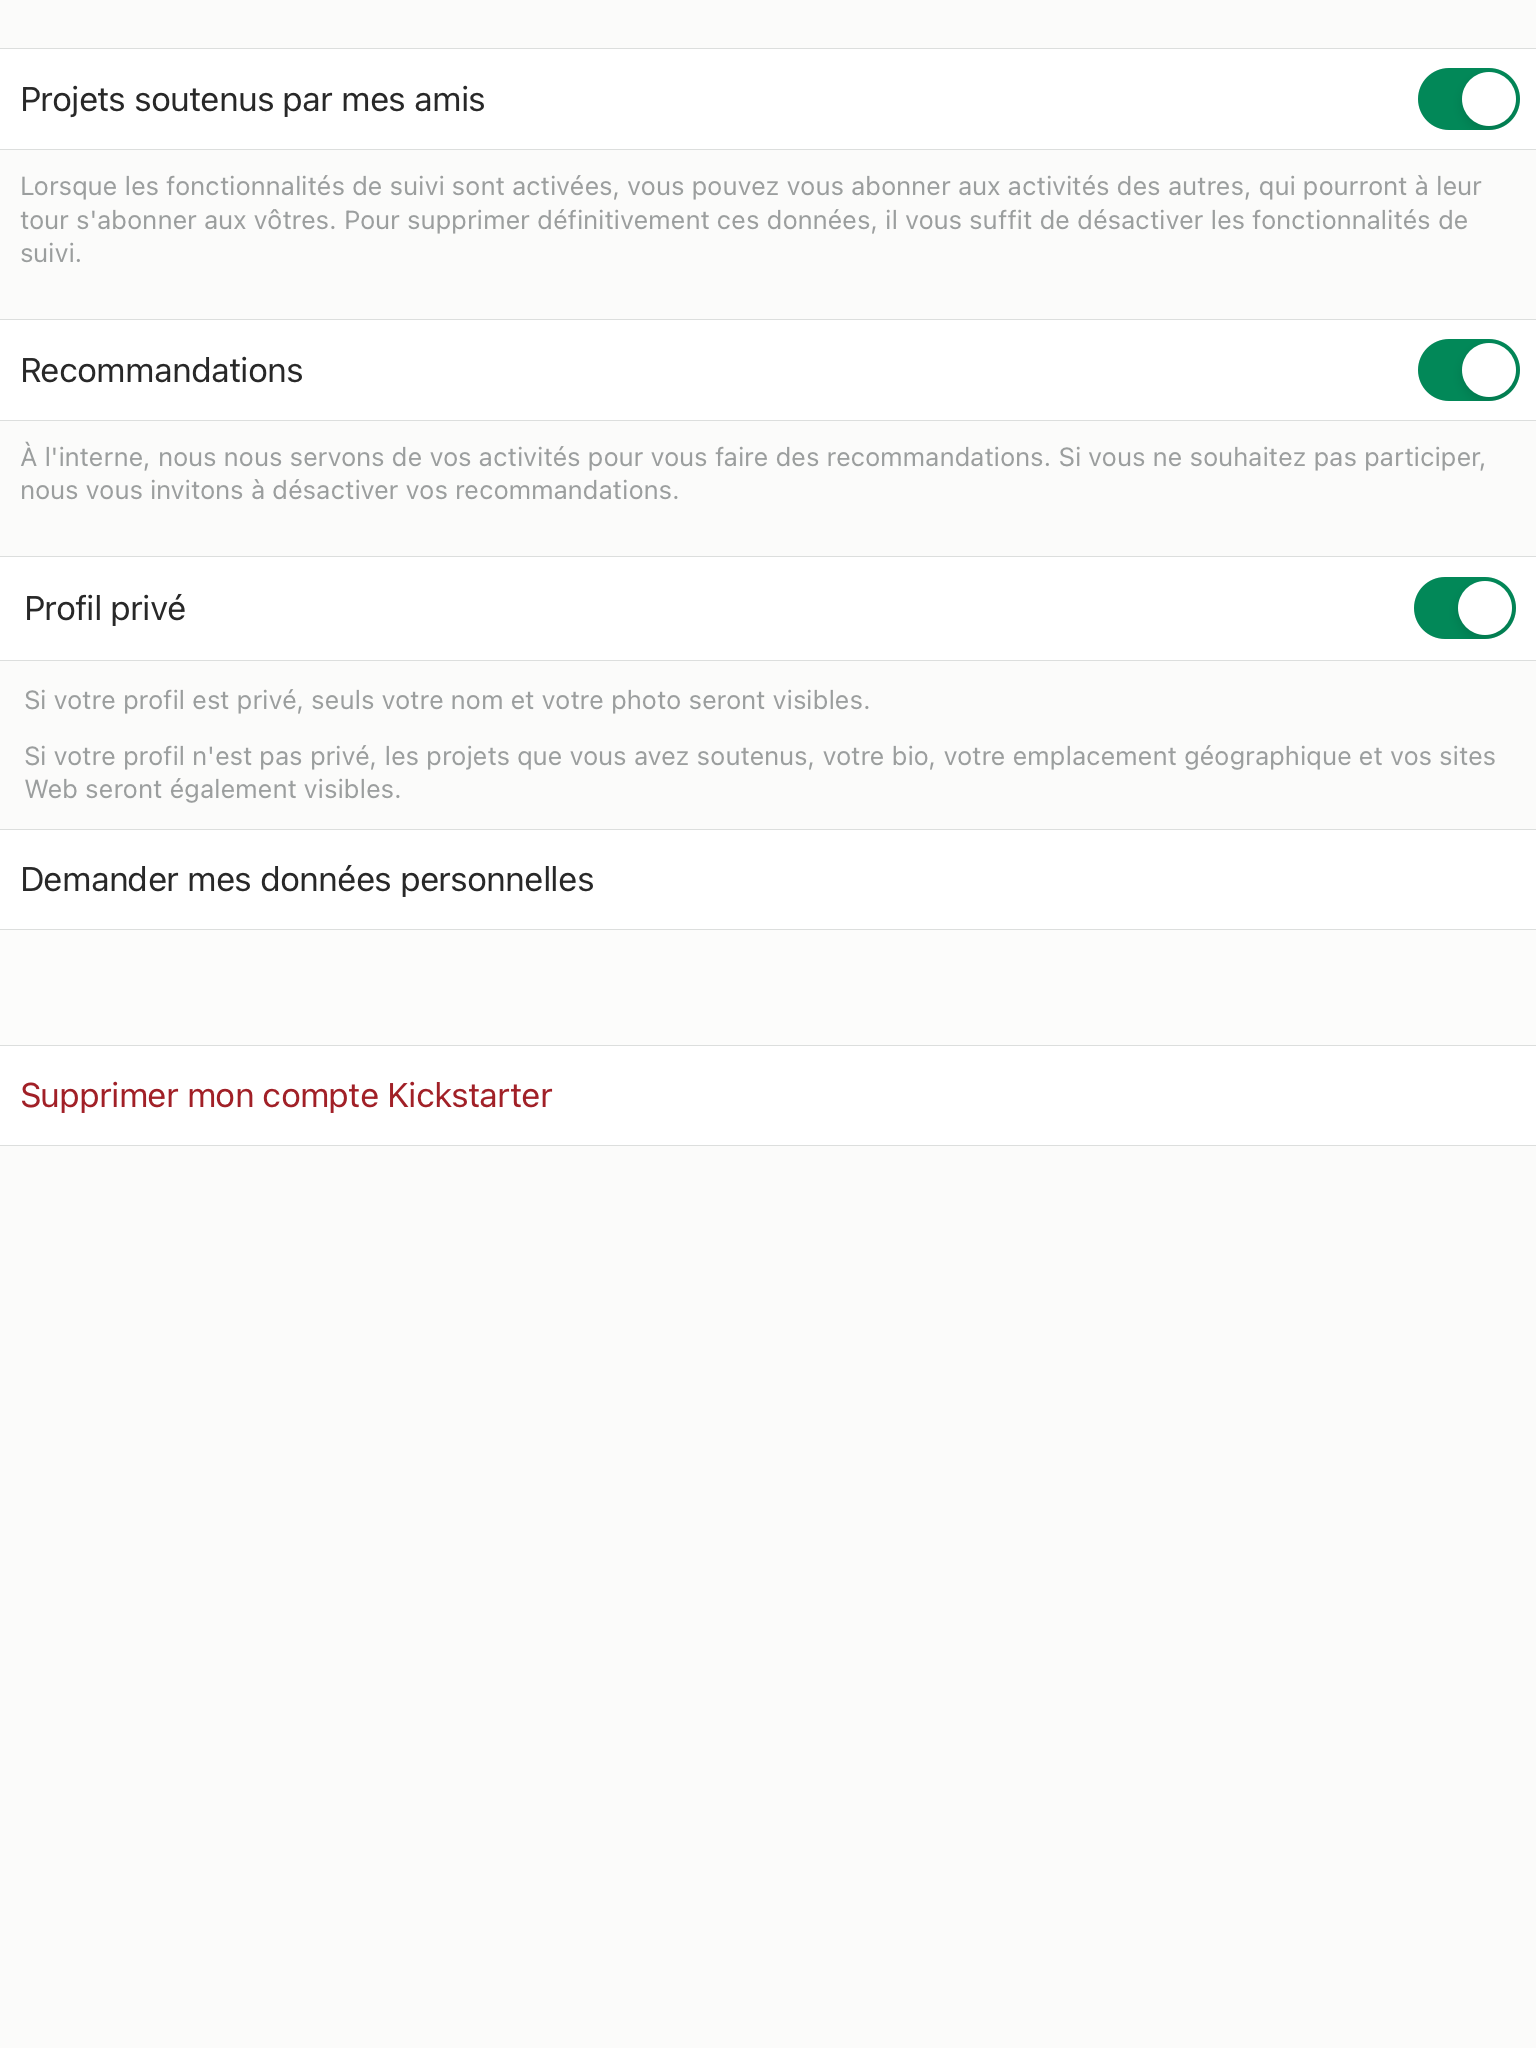 Projets soutenus par mes amis
Lorsque les fonctionnalités de suivi sont activées, vous pouvez vous abonner aux activités des autres, qui pourront à leur
tour s'abonner aux vôtres. Pour supprimer définitivement ces données, il vous suffit de désactiver les fonctionnalités de
suivi.
Recommandations
À l'interne, nous nous servons de vos activités pour vous faire des recommandations. Si vous ne souhaitez pas participer,
nous vous invitons à désactiver vos recommandations.
Profil privé
Si votre profil est privé, seuls votre nom et votre photo seront visibles.
Si votre profil n'est pas privé, les projets que vous avez soutenus, votre bio, votre emplacement géographique et vos sites
Web seront également visibles.
Demander mes données personnelles
Supprimer mon compte Kickstarter